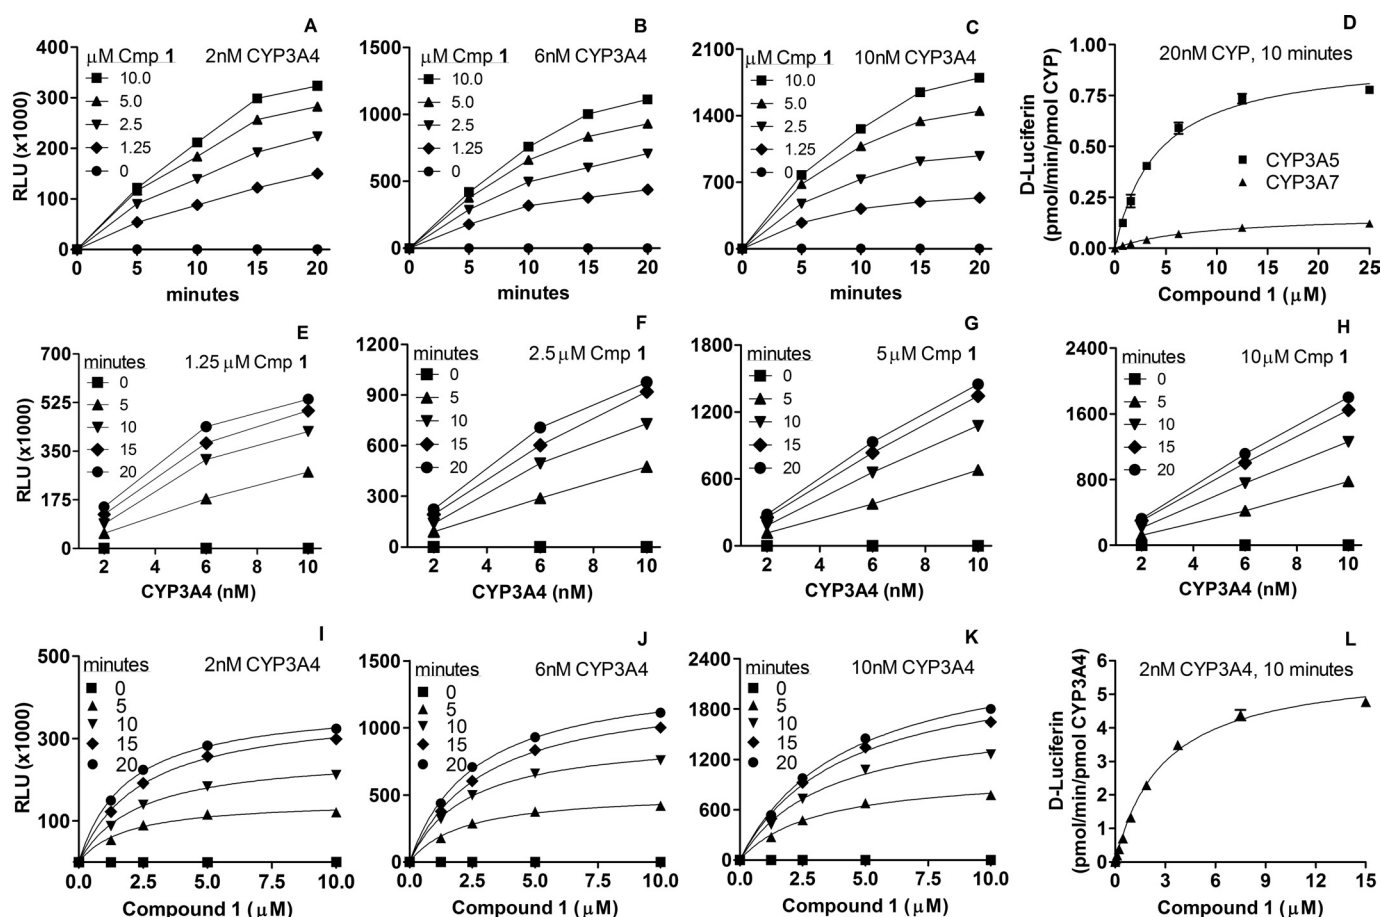 A
μM Cmp 1
2nM CYP3A4
10.0
5.0
2.5
1.25
0
RLU (x1000)
400
300
200
100
0
0 5 10 15 20
minutes
B
μM Cmp 1
6nM CYP3A4
10.0
5.0
2.5
1.25
0
1500
1000
500
0
0 5 10 15 20
minutes
C
μM Cmp 1
10nM CYP3A4
10.0
5.0
2.5
1.25
0
2100
1400
700
0
0 5 10 15 20
minutes
D
20nM CYP, 10 minutes
D-Luciferin
(pmol/min/pmol CYP)
1.00
0.75
0.50
0.25
0.00
CYP3A5
CYP3A7
0 5 10 15 20 25
Compound 1 (μM)
E
minutes
1.25 μM Cmp 1
0
5
10
15
20
RLU (x1000)
700
525
350
175
0
2 4 6 8 10
CYP3A4 (nM)
F
minutes
2.5 μM Cmp 1
0
5
10
15
20
1200
900
600
300
0
2 4 6 8 10
CYP3A4 (nM)
G
minutes
5 μM Cmp 1
0
5
10
15
20
1800
1200
600
0
2 4 6 8 10
CYP3A4 (nM)
H
minutes
10μM Cmp 1
0
5
10
15
20
2400
1600
800
0
2 4 6 8 10
CYP3A4 (nM)
I
minutes
2nM CYP3A4
0
5
10
15
20
RLU (x1000)
500
300
100
0.0 2.5 5.0 7.5 10.0
Compound 1 (μM)
J
minutes
6nM CYP3A4
0
5
10
15
20
1500
1000
500
0
0.0 2.5 5.0 7.5 10.0
Compound 1 (μM)
K
minutes
10nM CYP3A4
0
5
10
15
20
2400
1800
1200
600
0
0.0 2.5 5.0 7.5 10.0
Compound 1 (μM)
L
2nM CYP3A4, 10 minutes
D-Luciferin
(pmol/min/pmol CYP3A4)
6
5
4
3
2
1
0
0 3 6 9 12 15
Compound 1 (μM)